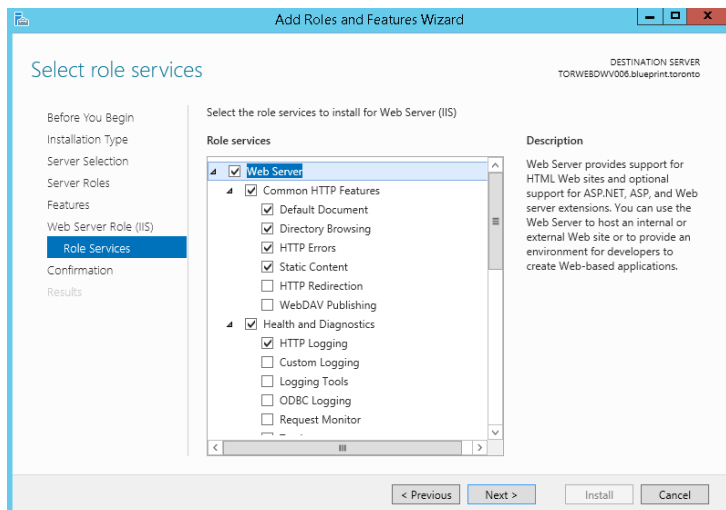 Add Roles and Features Wizard
Select role services
DESTINATION SERVER
TORWEBDWV006.blueprint.toronto
Before You Begin
Installation Type
Server Selection
Server Roles
Features
Web Server Role (IIS)
Role Services
Confirmation
Results
Select the role services to install for Web Server (IIS)
Role services
Web Server
Common HTTP Features
Default Document
Directory Browsing
HTTP Errors
Static Content
HTTP Redirection
WebDAV Publishing
Health and Diagnostics
HTTP Logging
Custom Logging
Logging Tools
ODBC Logging
Request Monitor
Description
Web Server provides support for
HTML Web sites and optional
support for ASP.NET, ASP, and Web
server extensions. You can use the
Web Server to host an internal or
external Web site or to provide an
environment for developers to
create Web-based applications.
< Previous
Next >
Install
Cancel